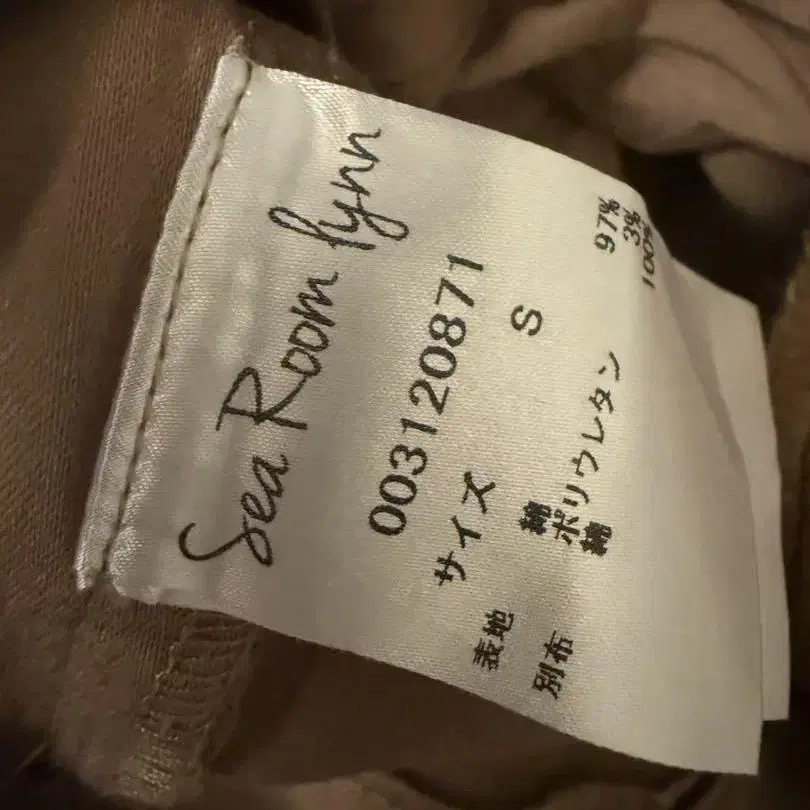 Sea Room lynn
003120871
サイズ S
表地 綿 97%
ポリウレタン 3%
別布 綿 100%